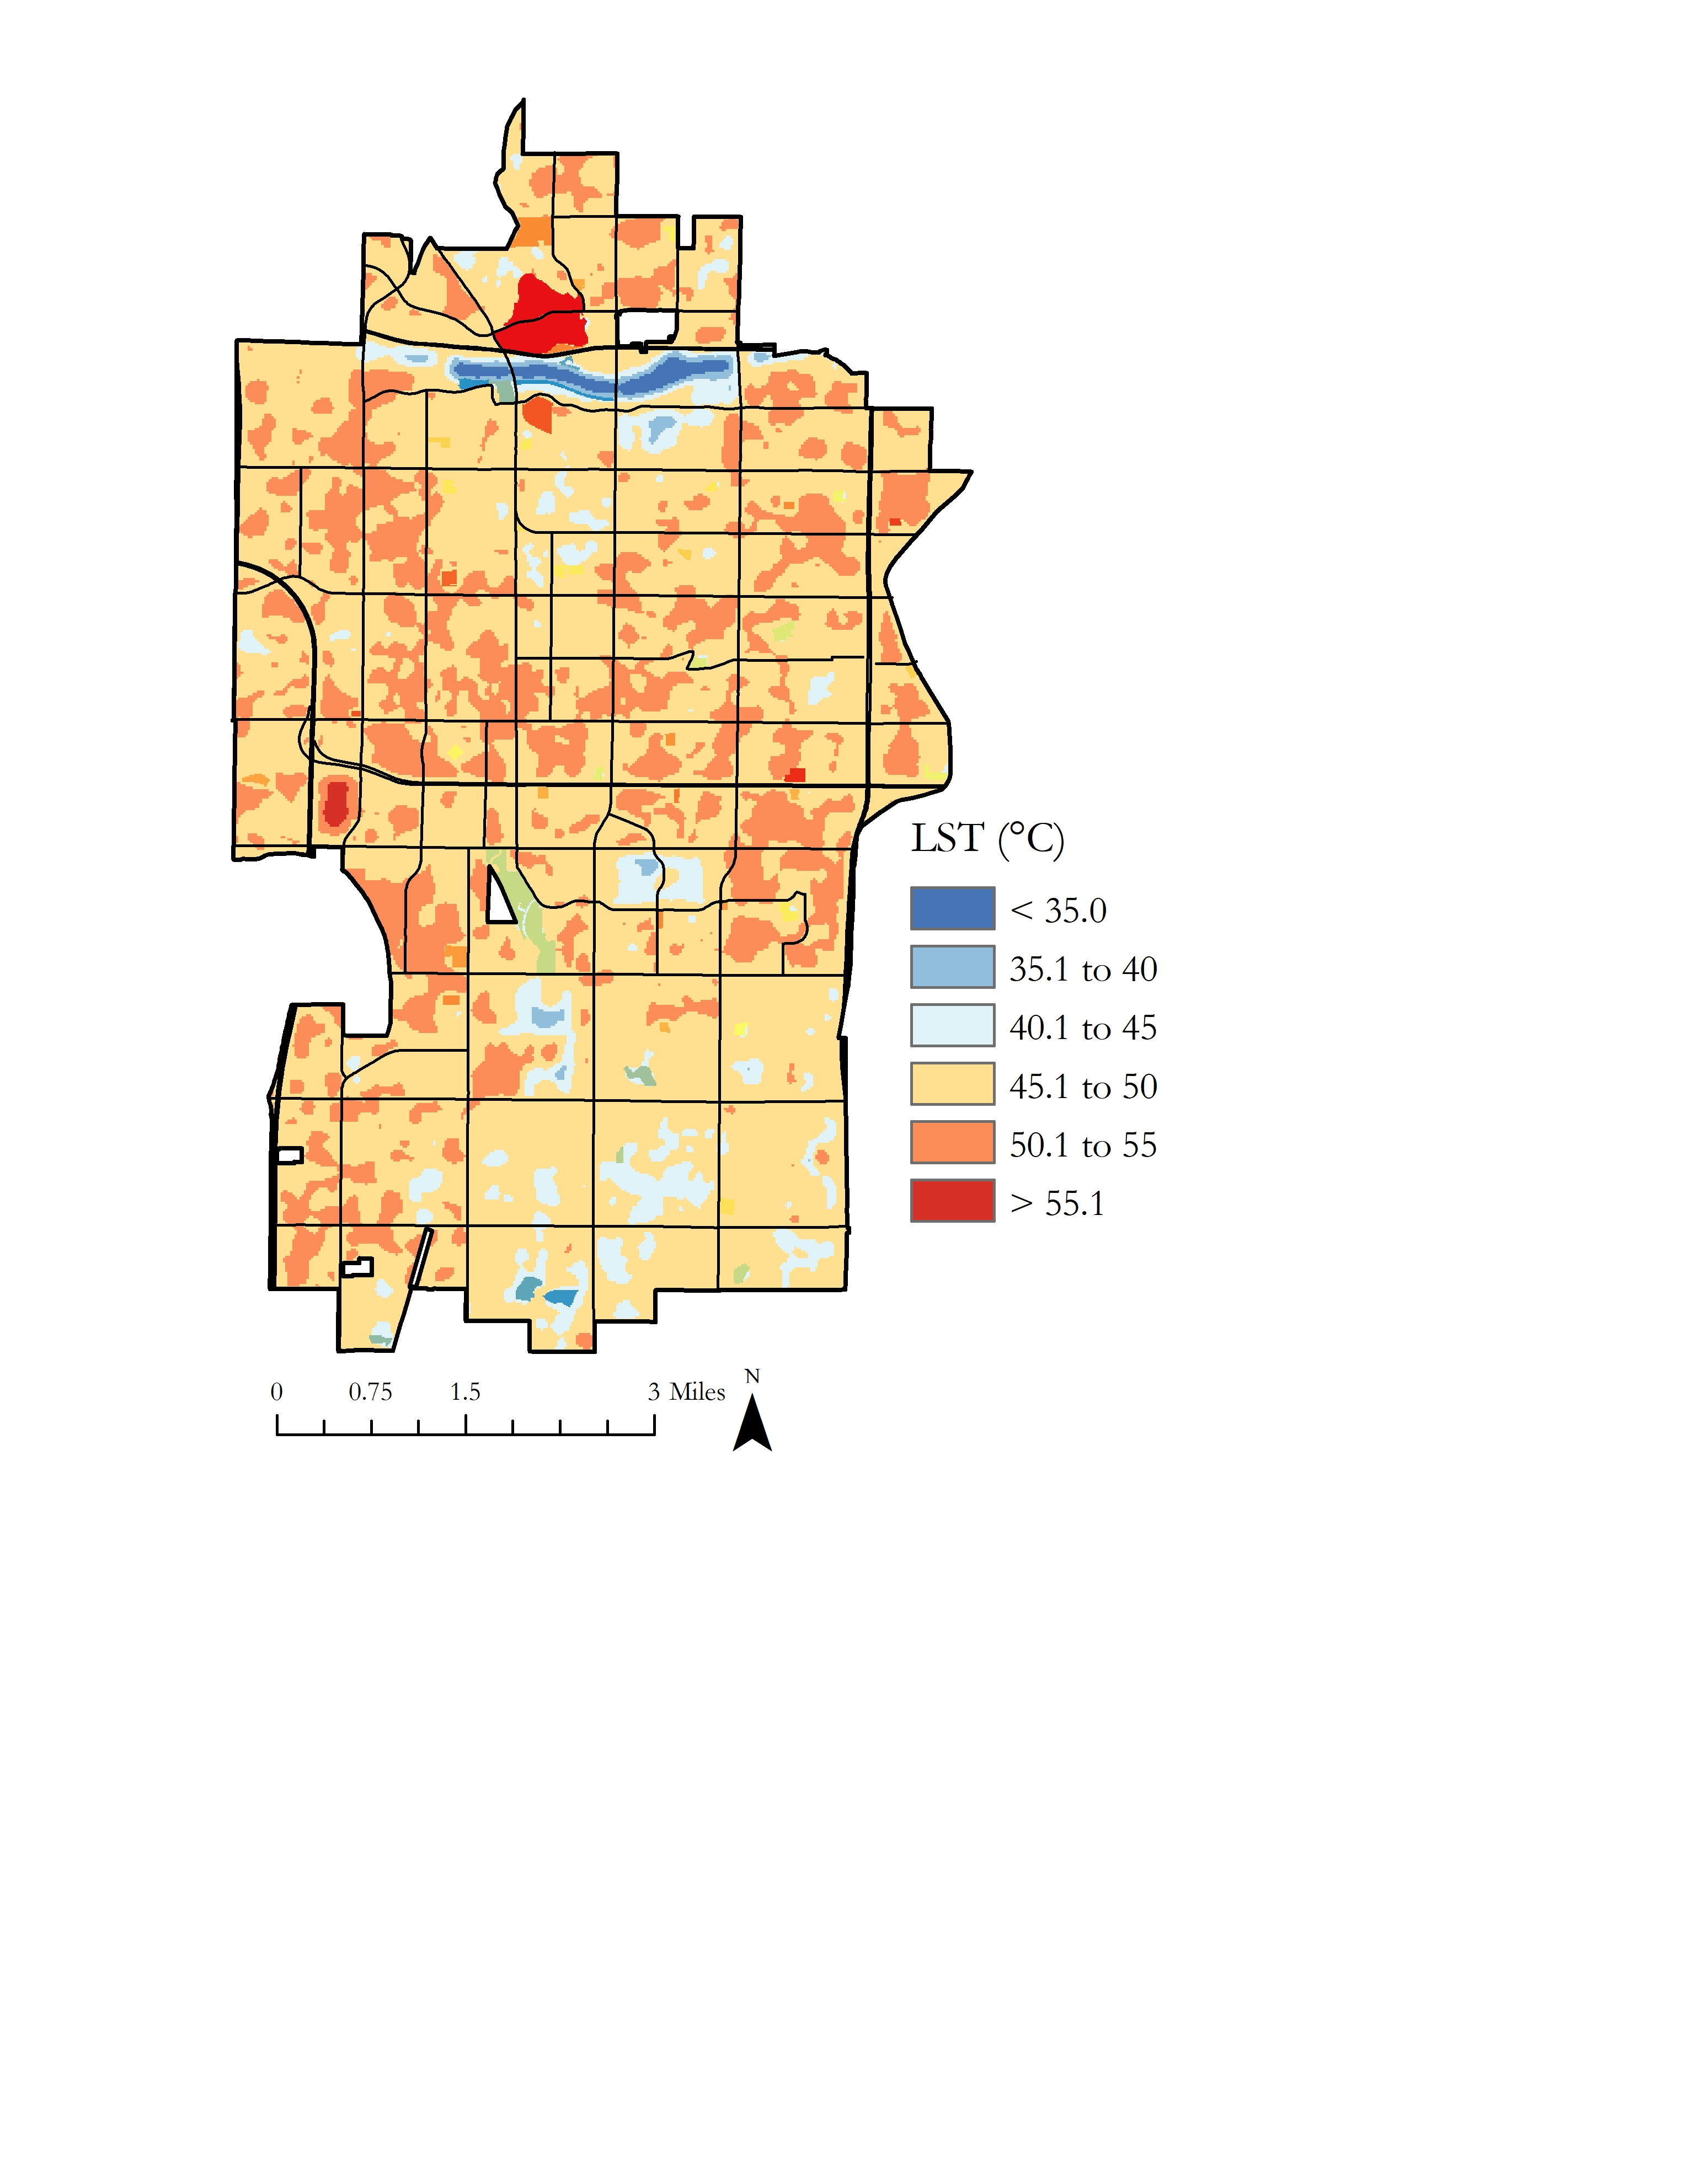 LST (°C)
< 35.0
35.1 to 40
40.1 to 45
45.1 to 50
50.1 to 55
> 55.1
0 0.75 1.5 3 Miles
N